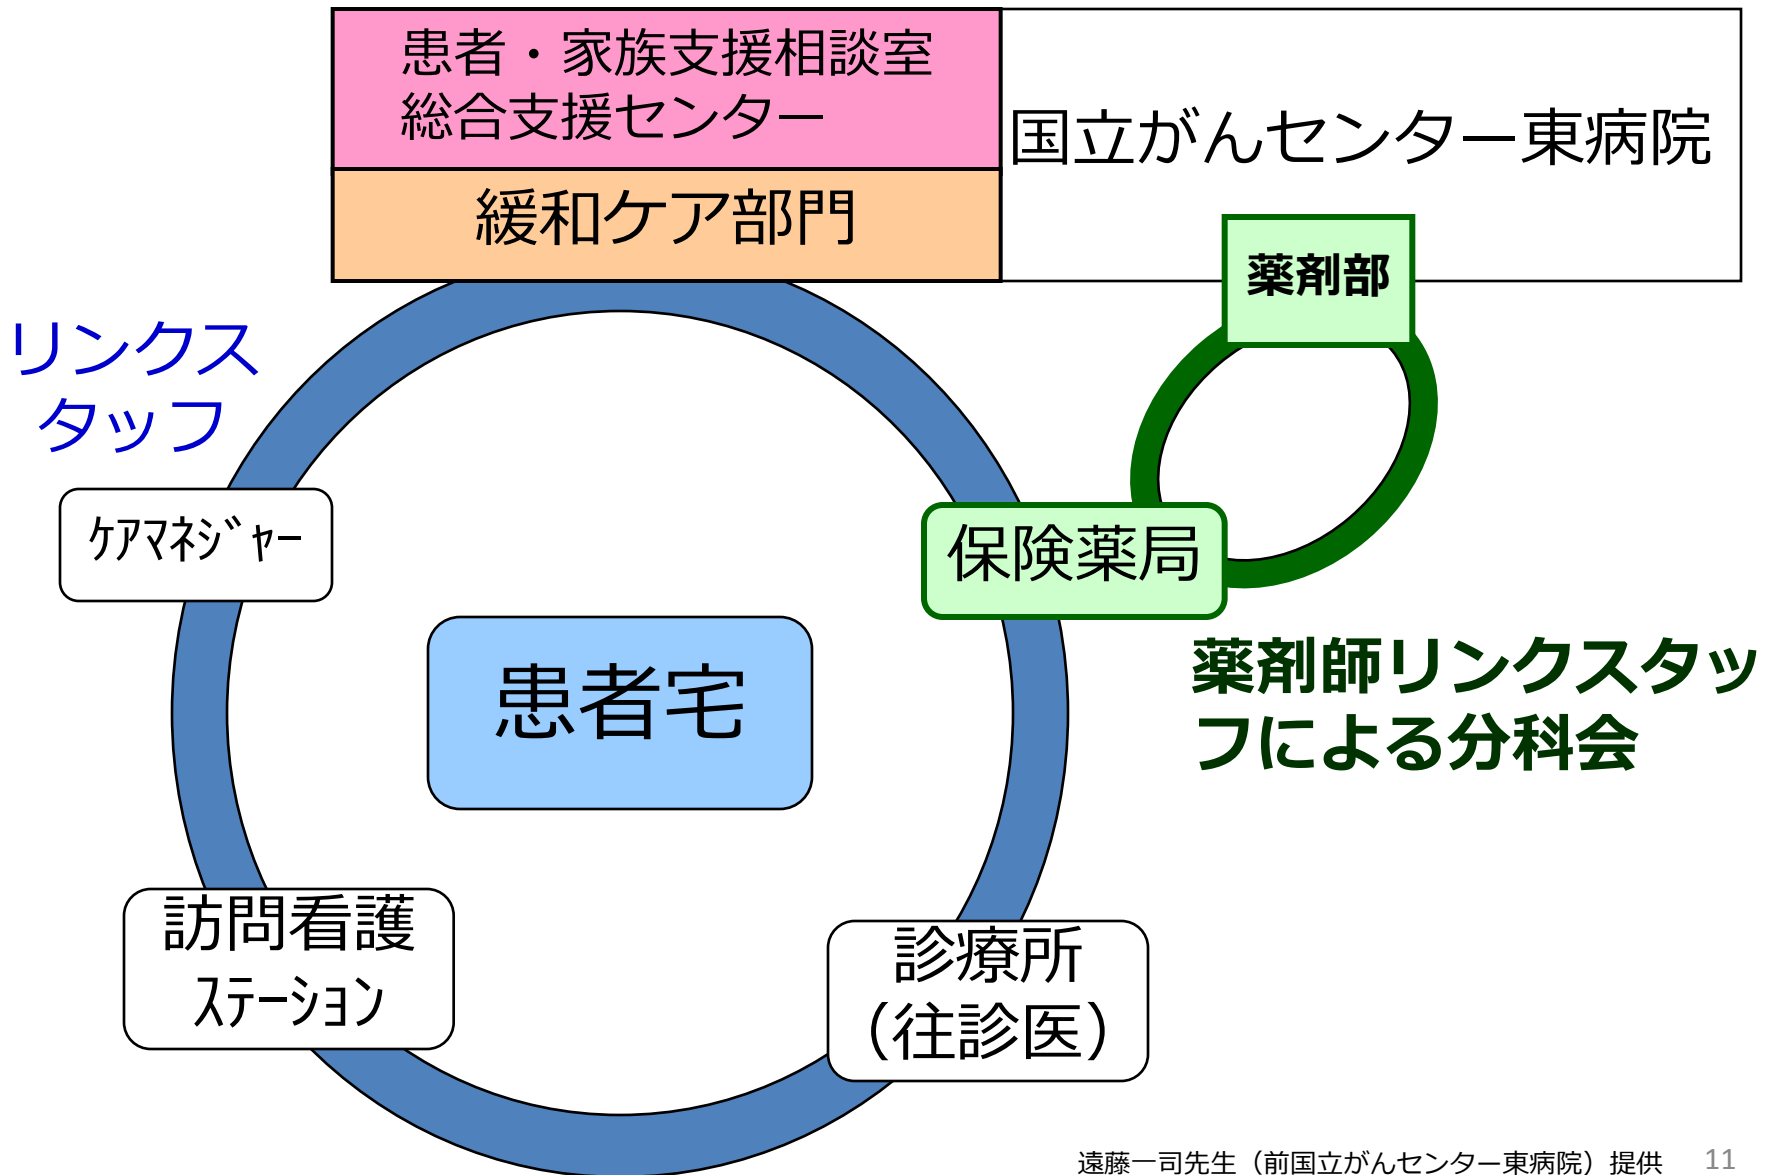 患者・家族支援相談室
総合支援センター
国立がんセンター東病院
緩和ケア部門
薬剤部
リンクス
タッフ
ｹｱﾏﾈｼﾞｬｰ
保険薬局
患者宅
薬剤師リンクスタッ
フによる分科会
訪問看護
ｽﾃｰｼｮﾝ
診療所
（往診医）
遠藤一司先生（前国立がんセンター東病院）提供
11